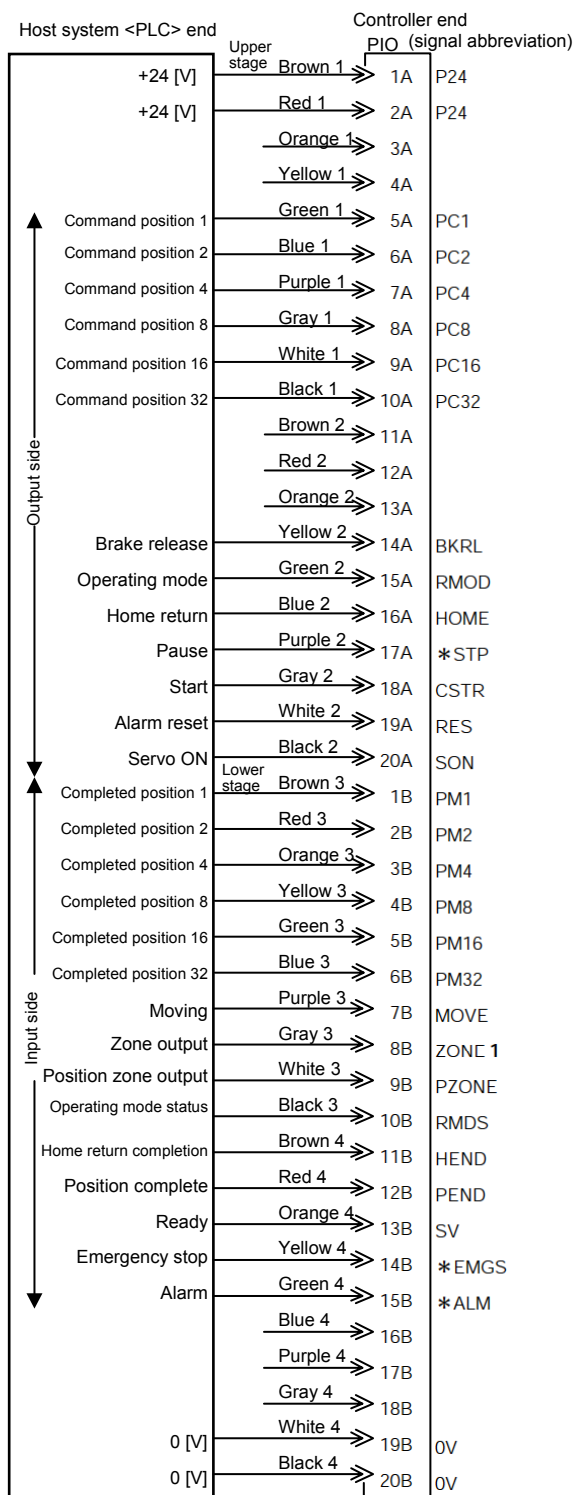 Host system <PLC> end
Controller end
PIO (signal abbreviation)
Upper stage
+24 [V] Brown 1 1A P24
+24 [V] Red 1 2A P24
Orange 1 3A
Yellow 1 4A
Output side
Command position 1 Green 1 5A PC1
Command position 2 Blue 1 6A PC2
Command position 4 Purple 1 7A PC4
Command position 8 Gray 1 8A PC8
Command position 16 White 1 9A PC16
Command position 32 Black 1 10A PC32
Brown 2 11A
Red 2 12A
Orange 2 13A
Brake release Yellow 2 14A BKRL
Operating mode Green 2 15A RMOD
Home return Blue 2 16A HOME
Pause Purple 2 17A *STP
Start Gray 2 18A CSTR
Alarm reset White 2 19A RES
Servo ON Black 2 20A SON
Lower stage
Input side
Completed position 1 Brown 3 1B PM1
Completed position 2 Red 3 2B PM2
Completed position 4 Orange 3 3B PM4
Completed position 8 Yellow 3 4B PM8
Completed position 16 Green 3 5B PM16
Completed position 32 Blue 3 6B PM32
Moving Purple 3 7B MOVE
Zone output Gray 3 8B ZONE 1
Position zone output White 3 9B PZONE
Operating mode status Black 3 10B RMDS
Home return completion Brown 4 11B HEND
Position complete Red 4 12B PEND
Ready Orange 4 13B SV
Emergency stop Yellow 4 14B *EMGS
Alarm Green 4 15B *ALM
Blue 4 16B
Purple 4 17B
Gray 4 18B
0 [V] White 4 19B 0V
0 [V] Black 4 20B 0V